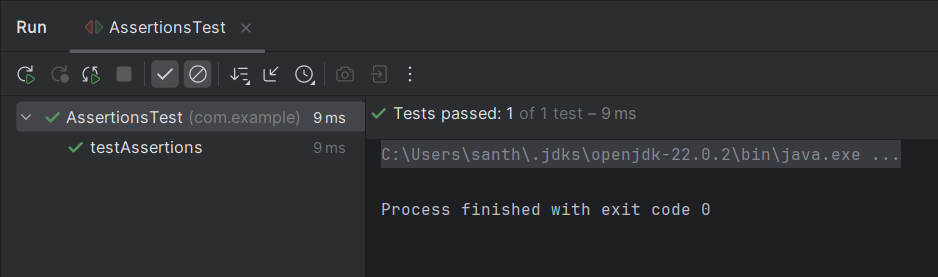 Run AssertionsTest
AssertionsTest (com.example) 9 ms
testAssertions 9 ms
Tests passed: 1 of 1 test – 9 ms
C:\Users\santh\.jdks\openjdk-22.0.2\bin\java.exe ...
Process finished with exit code 0